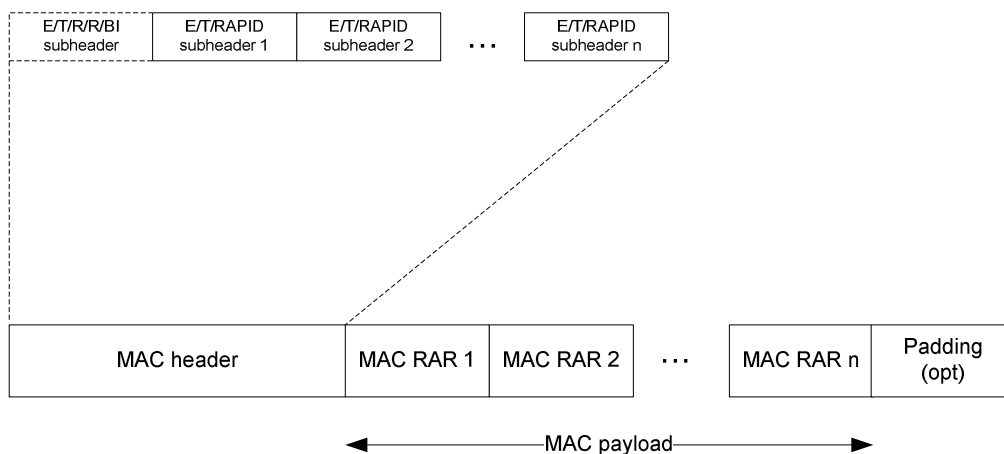 E/T/R/R/BI
subheader
E/T/RAPID
subheader 1
E/T/RAPID
subheader 2
...
E/T/RAPID
subheader n
MAC header
MAC RAR 1
MAC RAR 2
...
MAC RAR n
Padding
(opt)
MAC payload